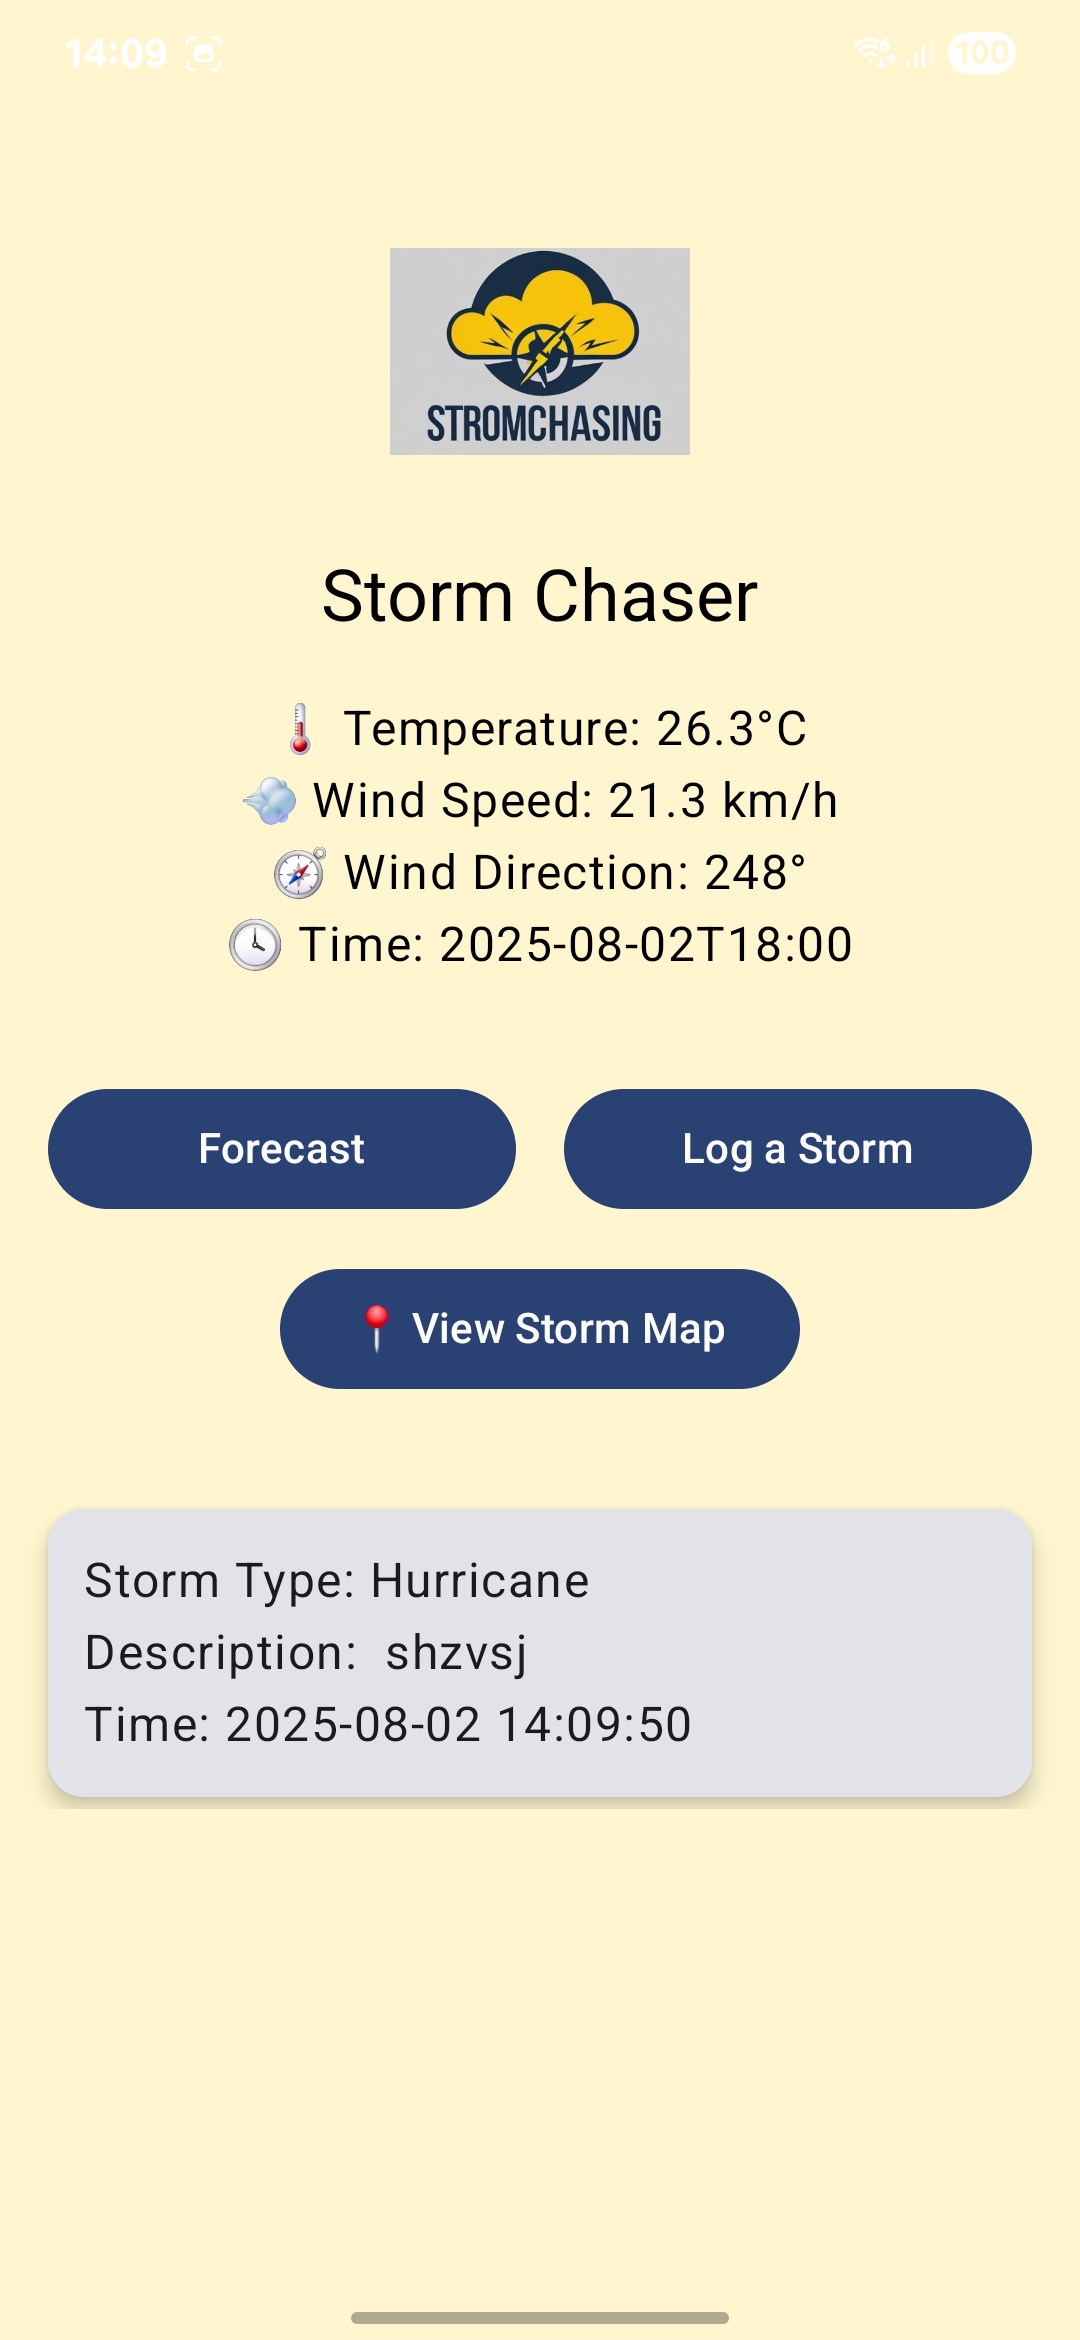 14:09 100
STROMCHASING
Storm Chaser
🌡️ Temperature: 26.3°C
💨 Wind Speed: 21.3 km/h
🧭 Wind Direction: 248°
🕓 Time: 2025-08-02T18:00
Forecast Log a Storm
📍 View Storm Map
Storm Type: Hurricane
Description:  shzvsj
Time: 2025-08-02 14:09:50